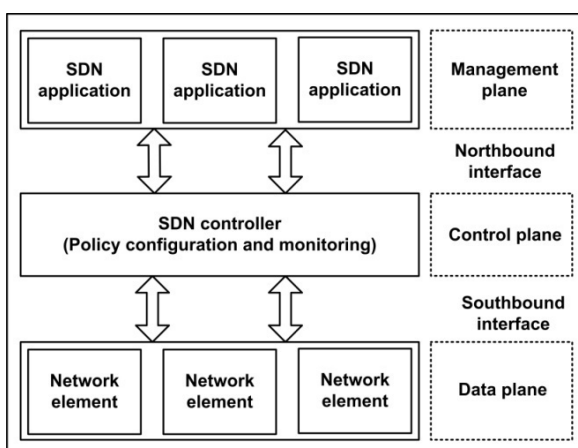 SDN
application
SDN
application
SDN
application
Management
plane
Northbound
interface
SDN controller
(Policy configuration and monitoring)
Control plane
Southbound
interface
Network
element
Network
element
Network
element
Data plane